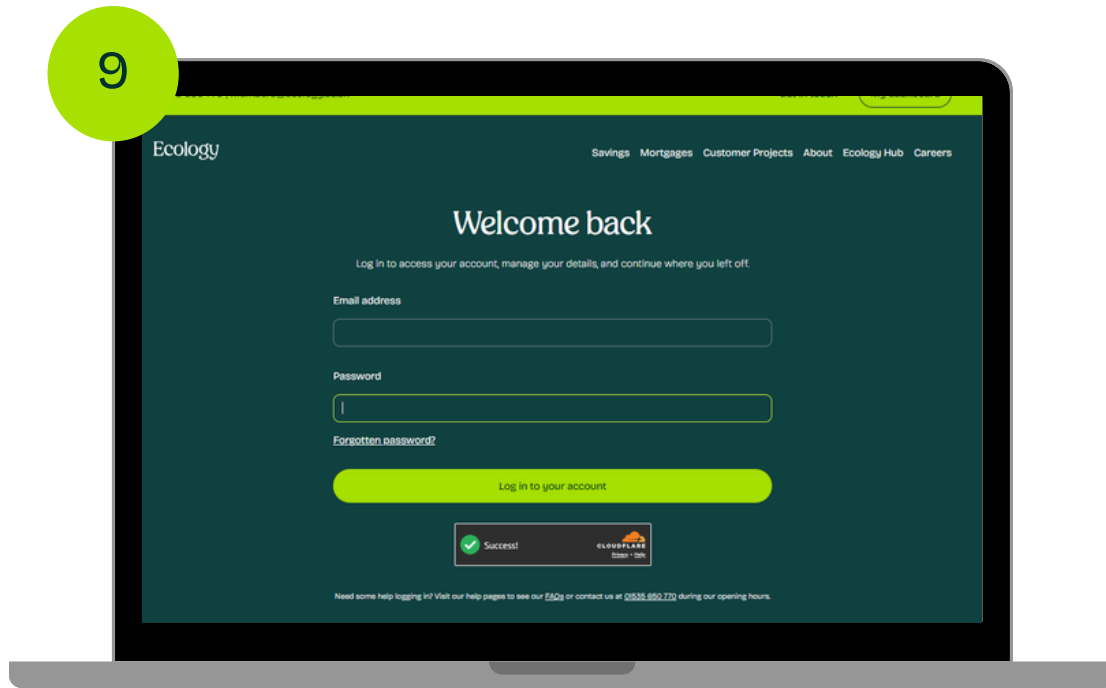 9
Ecology
Savings Mortgages Customer Projects About Ecology Hub Careers
Welcome back
Log in to access your account, manage your details, and continue where you left off.
Email address
Password
Forgotten password?
Log in to your account
Success!
CLOUDFLARE
Privacy • Help
Need some help logging in? Visit our help pages to see our FAQs or contact us at 01535 650 770 during our opening hours.